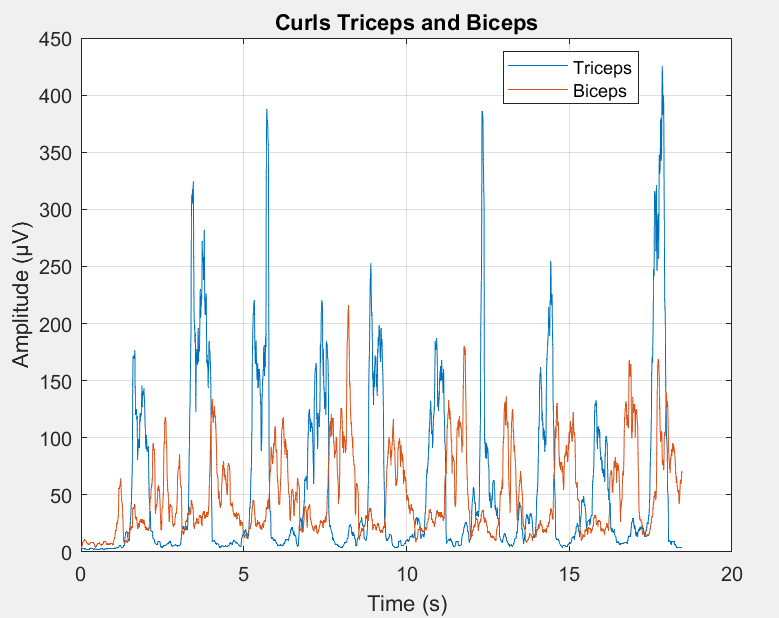 Curls Triceps and Biceps
450
400
350
300
250
200
150
100
50
0
Amplitude (μV)
Triceps
Biceps
0 5 10 15 20
Time (s)